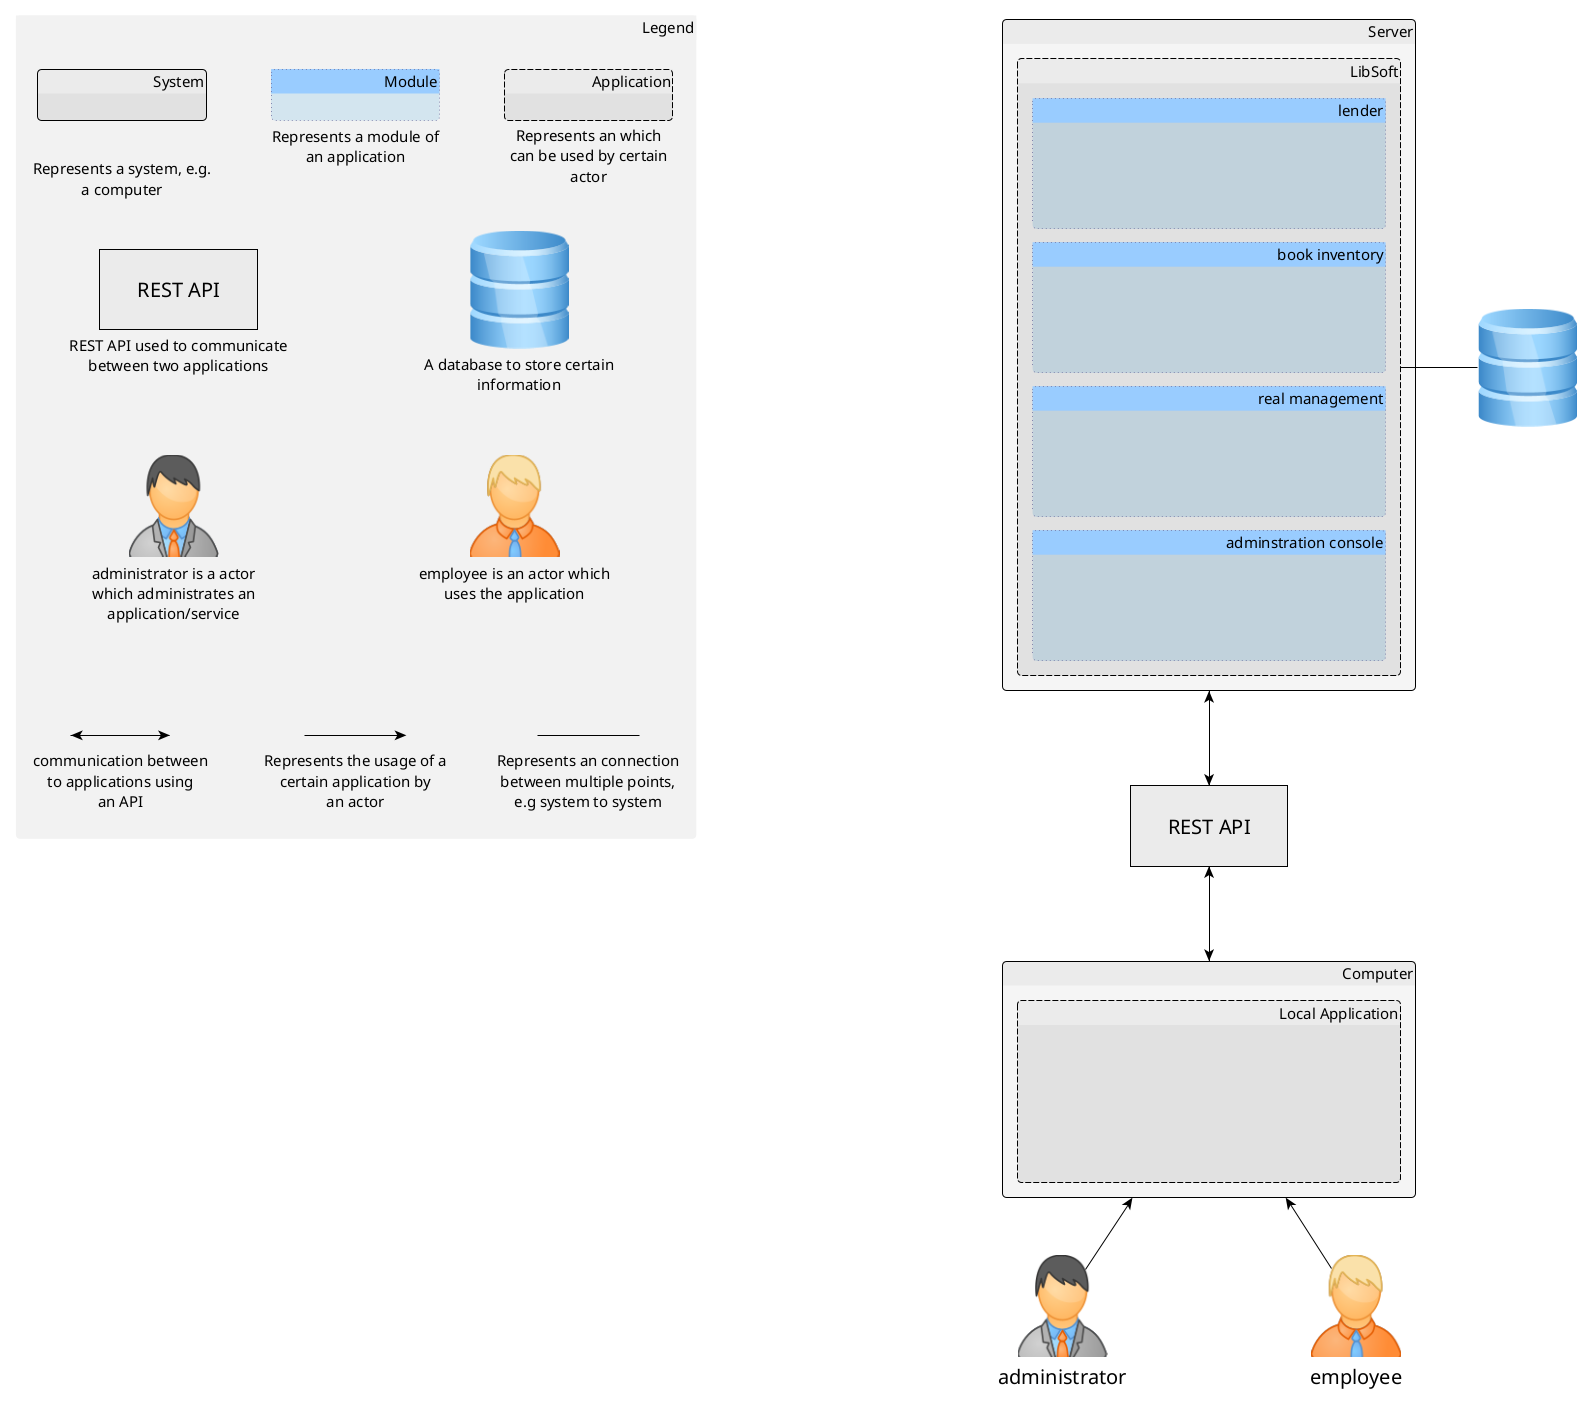 Legend
System
Module
Application
Represents a system, e.g.
a computer
Represents a module of
an application
Represents an which
can be used by certain
actor
REST API
REST API used to communicate
between two applications
A database to store certain
information
administrator is a actor
which administrates an
application/service
employee is an actor which
uses the application
communication between
to applications using
an API
Represents the usage of a
certain application by
an actor
Represents an connection
between multiple points,
e.g system to system
Server
LibSoft
lender
book inventory
real management
adminstration console
REST API
Computer
Local Application
administrator
employee